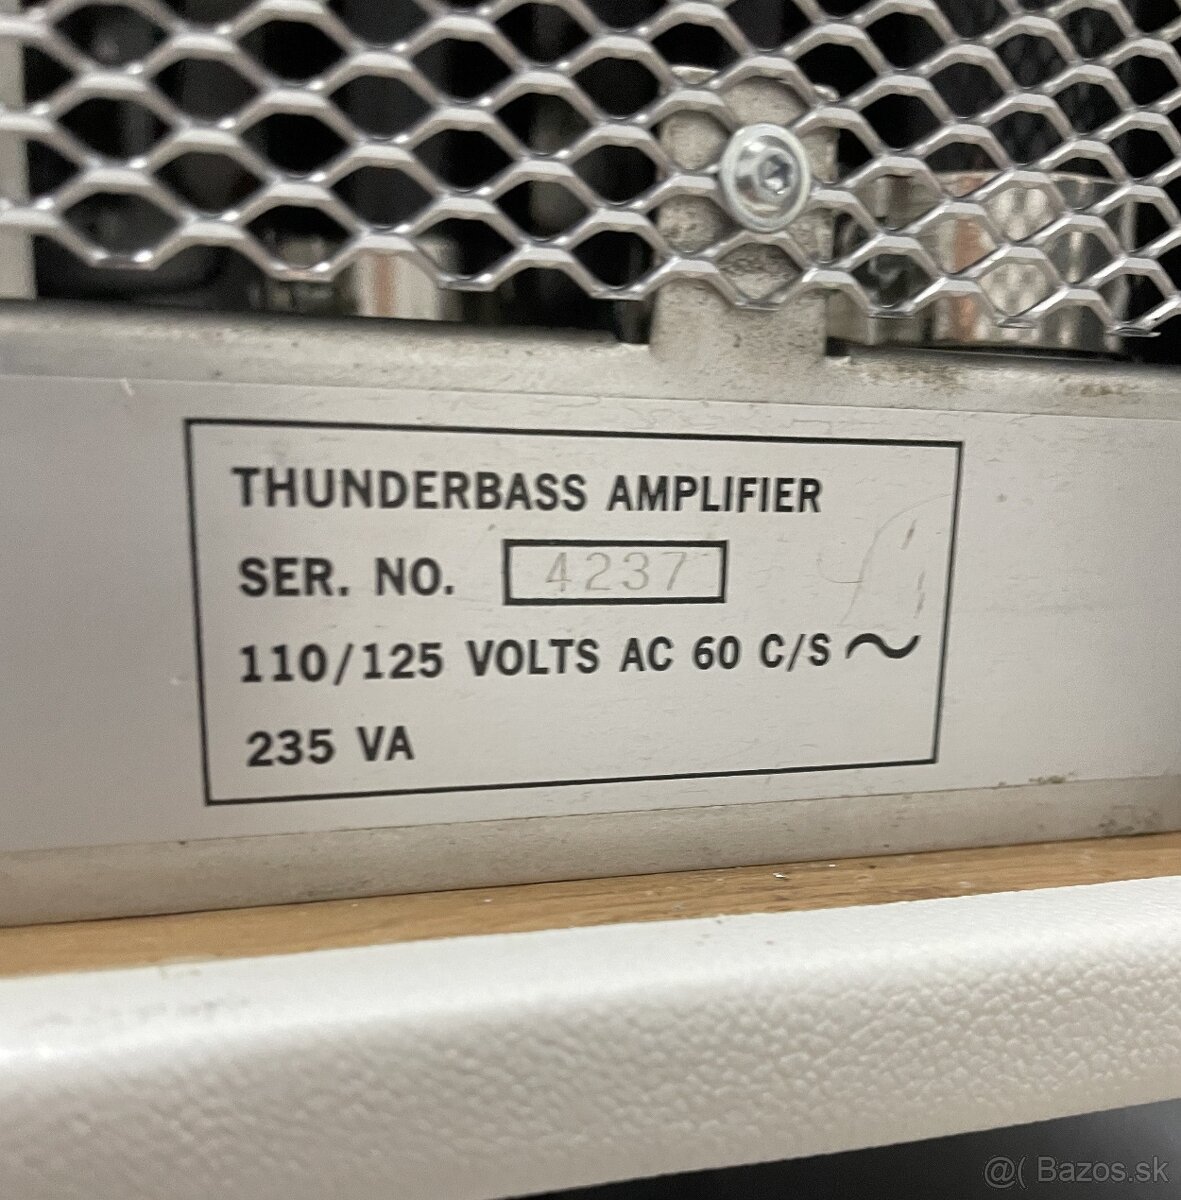 THUNDERBASS AMPLIFIER
SER. NO. 4237
110/125 VOLTS AC 60 C/S ~
235 VA
@( Bazos.sk